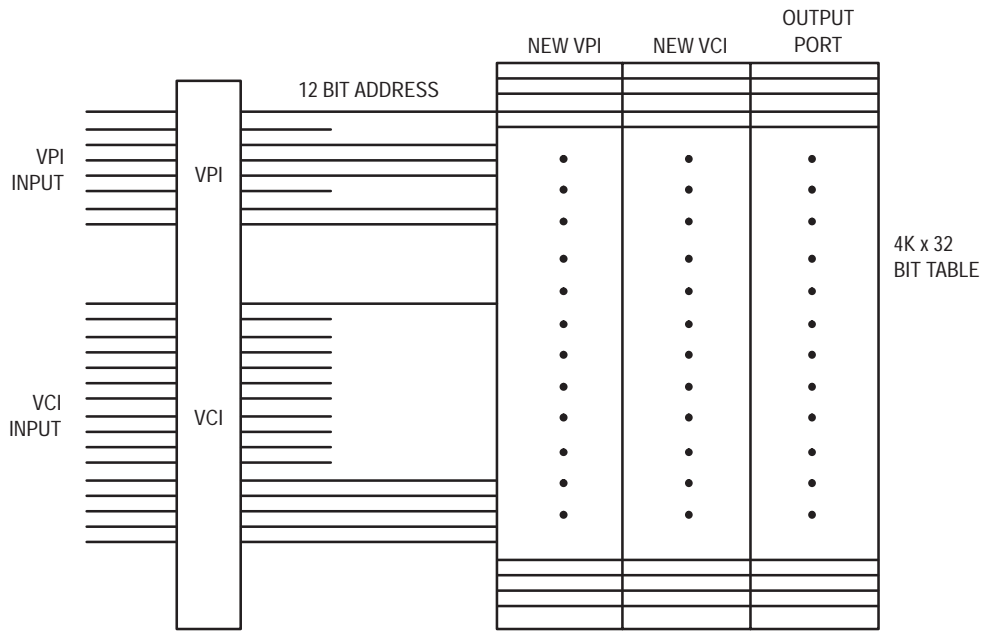 OUTPUT
PORT
NEW VPI
NEW VCI
12 BIT ADDRESS
VPI
INPUT
VPI
4K x 32
BIT TABLE
VCI
INPUT
VCI